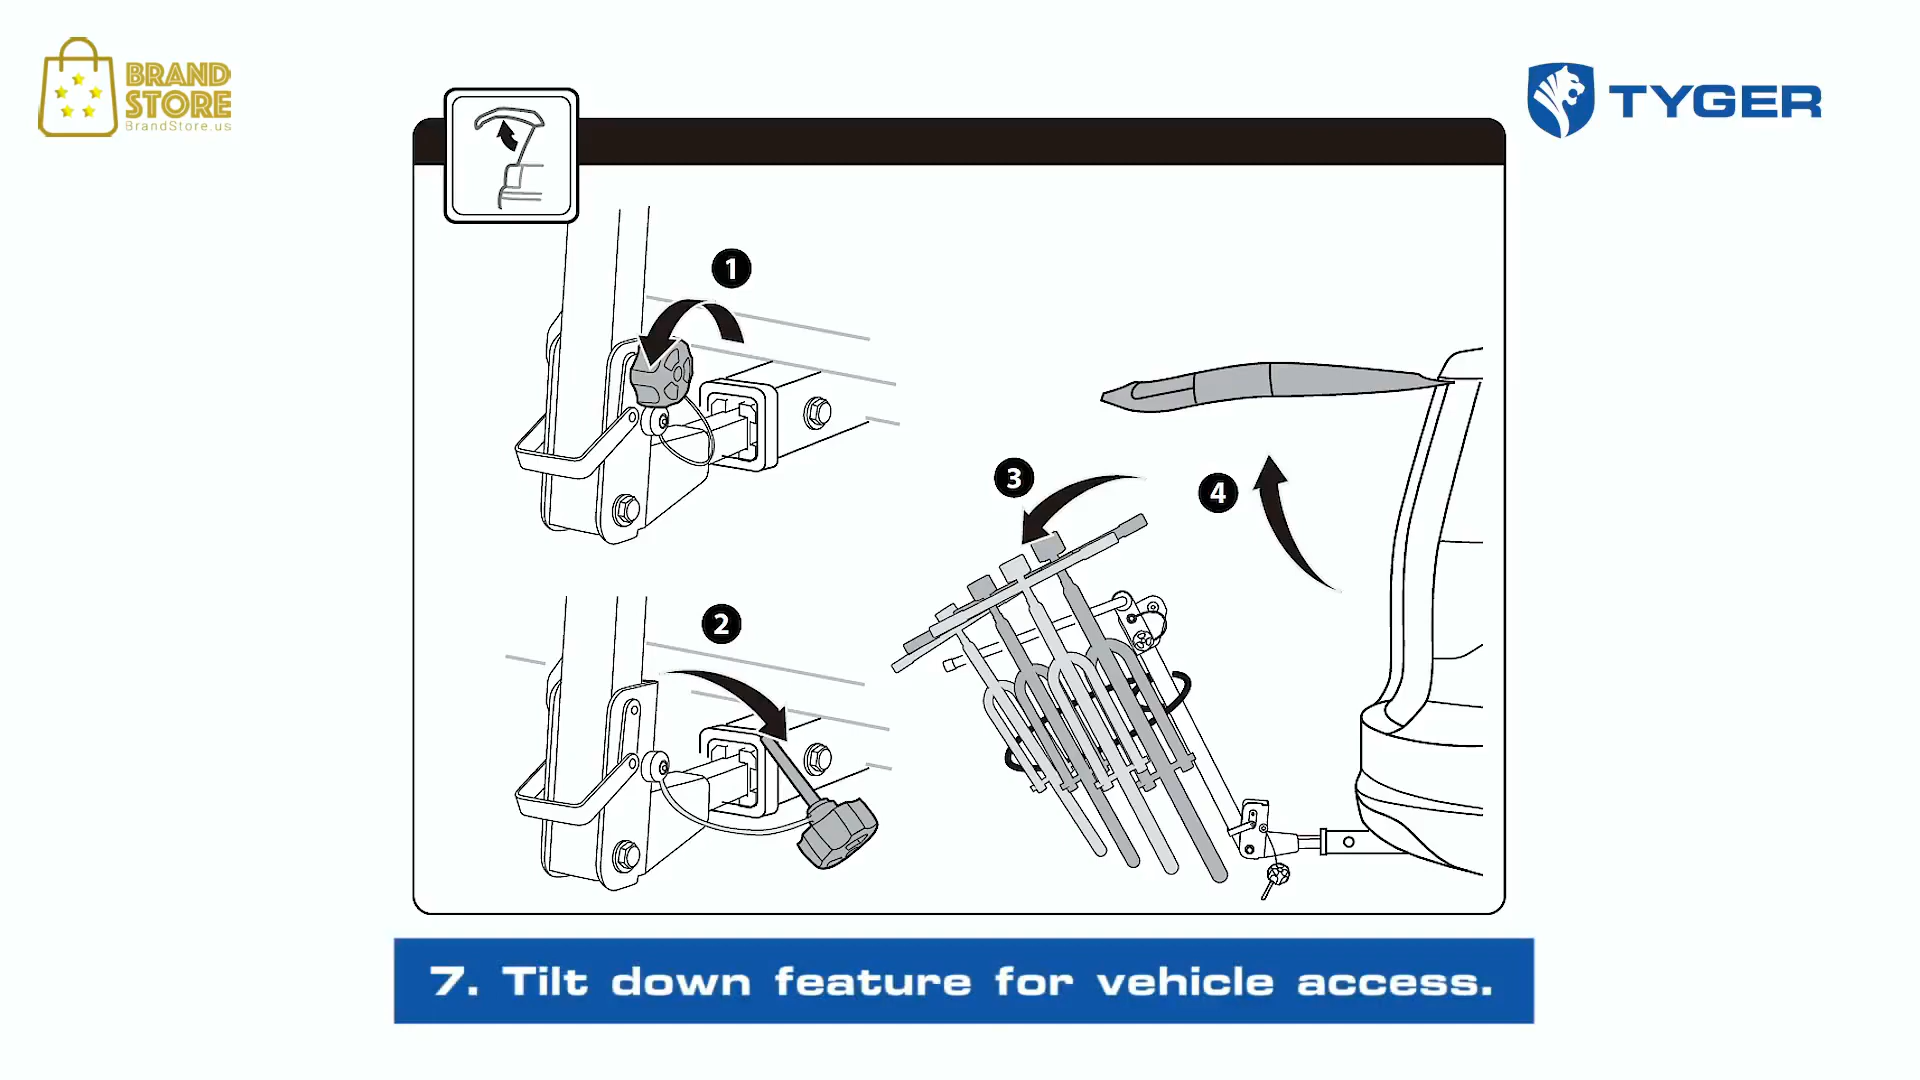 BRAND
STORE
BrandStore.us
TYGER
1
2
3
4
7. Tilt down feature for vehicle access.